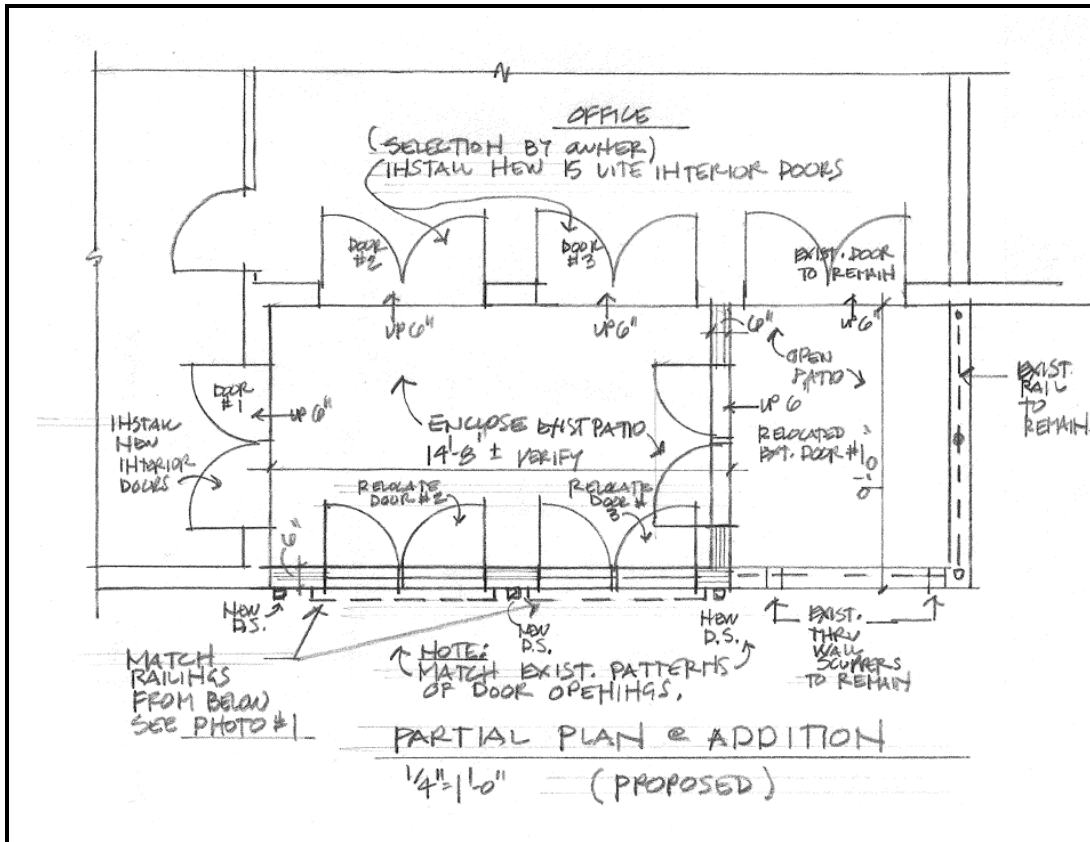 OFFICE
(SELECTION BY OWNER)
(INSTALL NEW 15 LITE INTERIOR DOORS
DOOR
#2
DOOR
#3
EXIST. DOOR
TO REMAIN
UP 6"
UP 6"
UP 6"
6"
OPEN
PATIO
EXIST.
RAIL
TO
REMAIN.
DOOR
#1
UP 6"
UP 6
INSTALL
NEW
INTERIOR
DOORS
ENCLOSE EXIST PATIO
14'-8" ± VERIFY
RELOCATED
EXT. DOOR #1
RELOCATE
DOOR #2
RELOCATE
DOOR #
3
6"
NEW
D.S.
NEW
D.S.
NEW
D.S.
EXIST.
THRU
WALL
SCUPPERS
TO REMAIN
MATCH
RAILINGS
FROM BELOW
SEE PHOTO #1
NOTE:
MATCH EXIST. PATTERNS
OF DOOR OPENINGS.
PARTIAL PLAN @ ADDITION
1/4"=1'-0" (PROPOSED)